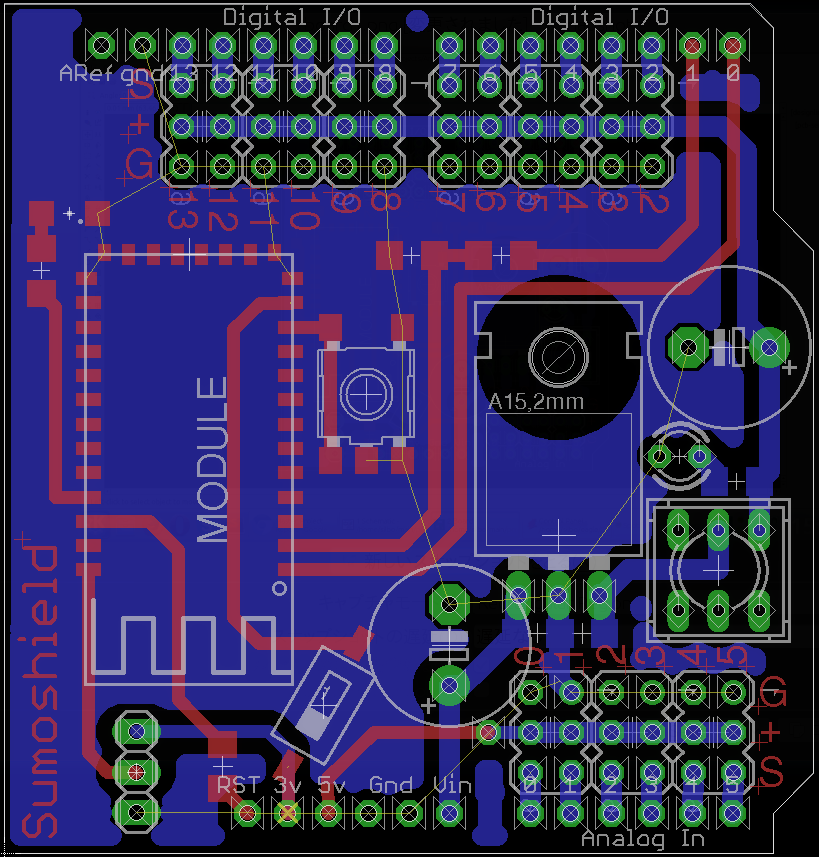 Digital I/O Digital I/O
ARef gnd 13 12 11 10 9 8 7 6 5 4 3 2 1 0
S
+
G
13 12 11 10 9 8 7 6 5 4 3 2
A15,2mm
+
MODULE
Sumoshield
0 1 2 3 4 5
G
+
+
S
RST 3v 5v Gnd Vin 0 1 2 3 4 5
Analog In